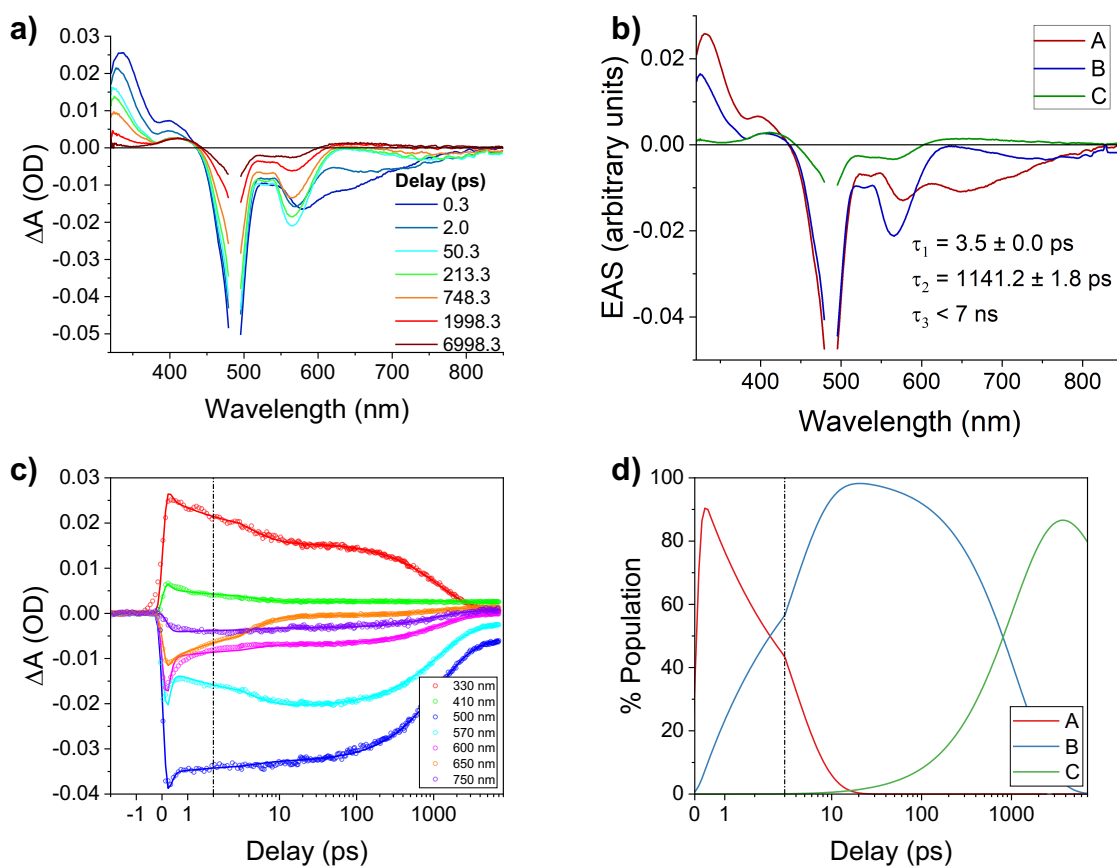 a)
ΔA (OD)
0.03
0.02
0.01
0.00
-0.01
-0.02
-0.03
-0.04
-0.05
Delay (ps)
0.3
2.0
50.3
213.3
748.3
1998.3
6998.3
400
500
600
700
800
Wavelength (nm)
b)
EAS (arbitrary units)
0.02
0.00
-0.02
-0.04
A
B
C
τ1 = 3.5 ± 0.0 ps
τ2 = 1141.2 ± 1.8 ps
τ3 < 7 ns
400
500
600
700
800
Wavelength (nm)
c)
ΔA (OD)
0.03
0.02
0.01
0.00
-0.01
-0.02
-0.03
-0.04
330 nm
410 nm
500 nm
570 nm
600 nm
650 nm
750 nm
-1
0
1
10
100
1000
Delay (ps)
d)
% Population
100
80
60
40
20
0
A
B
C
0
1
10
100
1000
Delay (ps)